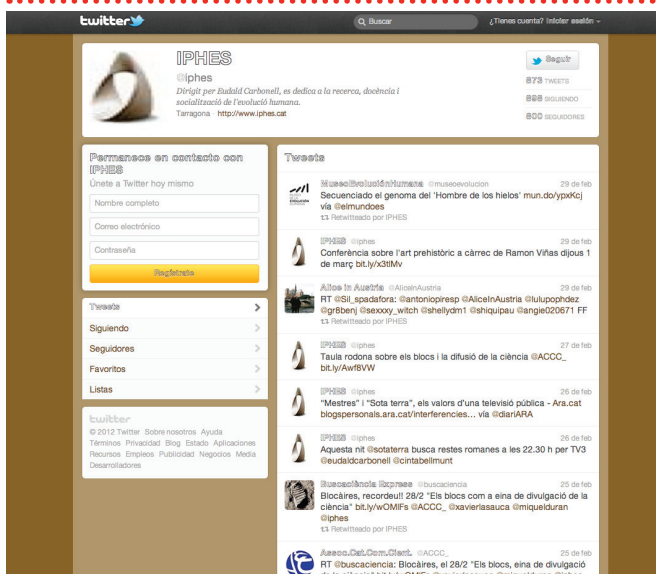 twitter
Buscar
¿Tienes cuenta? Iniciar sesión
IPHES
@iphes
Dirigit per Eudald Carbonell, es dedica a la recerca, docència i
socialització de l'evolució humana.
Tarragona · http://www.iphes.cat
Seguir
873 TWEETS
898 SIGUIENDO
800 SEGUIDORES
Permanece en contacto con
IPHES
Únete a Twitter hoy mismo
Nombre completo
Correo electrónico
Contraseña
Regístrate
Tweets
Siguiendo
Seguidores
Favoritos
Listas
twitter
© 2012 Twitter Sobre nosotros Ayuda
Términos Privacidad Blog Estado Aplicaciones
Recursos Empleos Publicidad Negocios Media
Desarrolladores
Tweets
MuseoEvoluciónHumana @museoevolucion 29 de feb
Secuenciado el genoma del 'Hombre de los hielos' mun.do/ypxKcj
vía @elmundoes
Retwitteado por IPHES
IPHES @iphes 29 de feb
Conferència sobre l'art prehistòric a càrrec de Ramon Viñas dijous 1
de març bit.ly/x3tlMv
Alice in Austria @AliceInAustria 29 de feb
RT @Sil_spadafora: @antoniopiresp @AliceInAustria @lulupophdez
@gr8benj @sexxxy_witch @shellydm1 @shiquipau @angie020671 FF
Retwitteado por IPHES
IPHES @iphes 27 de feb
Taula rodona sobre els blocs i la difusió de la ciència @ACCC_
bit.ly/Awf8VW
IPHES @iphes 26 de feb
"Mestres" i "Sota terra", els valors d'una televisió pública - Ara.cat
blogspersonals.ara.cat/interferencies… vía @diariARA
IPHES @iphes 26 de feb
Aquesta nit @sotaterra busca restes romanes a les 22.30 h per TV3
@eudaldcarbonell @cintabellmunt
Buscaciència Express @buscaciencia 25 de feb
Blocàires, recordeu!! 28/2 "Els blocs com a eina de divulgació de la
ciència" bit.ly/wOMlFs @ACCC_ @xavierlasauca @miquelduran
@iphes
Retwitteado por IPHES
Assoc.Cat.Com.Cient. @ACCC_ 25 de feb
RT @buscaciencia: Blocàires, el 28/2 "Els blocs, eina de divulgació